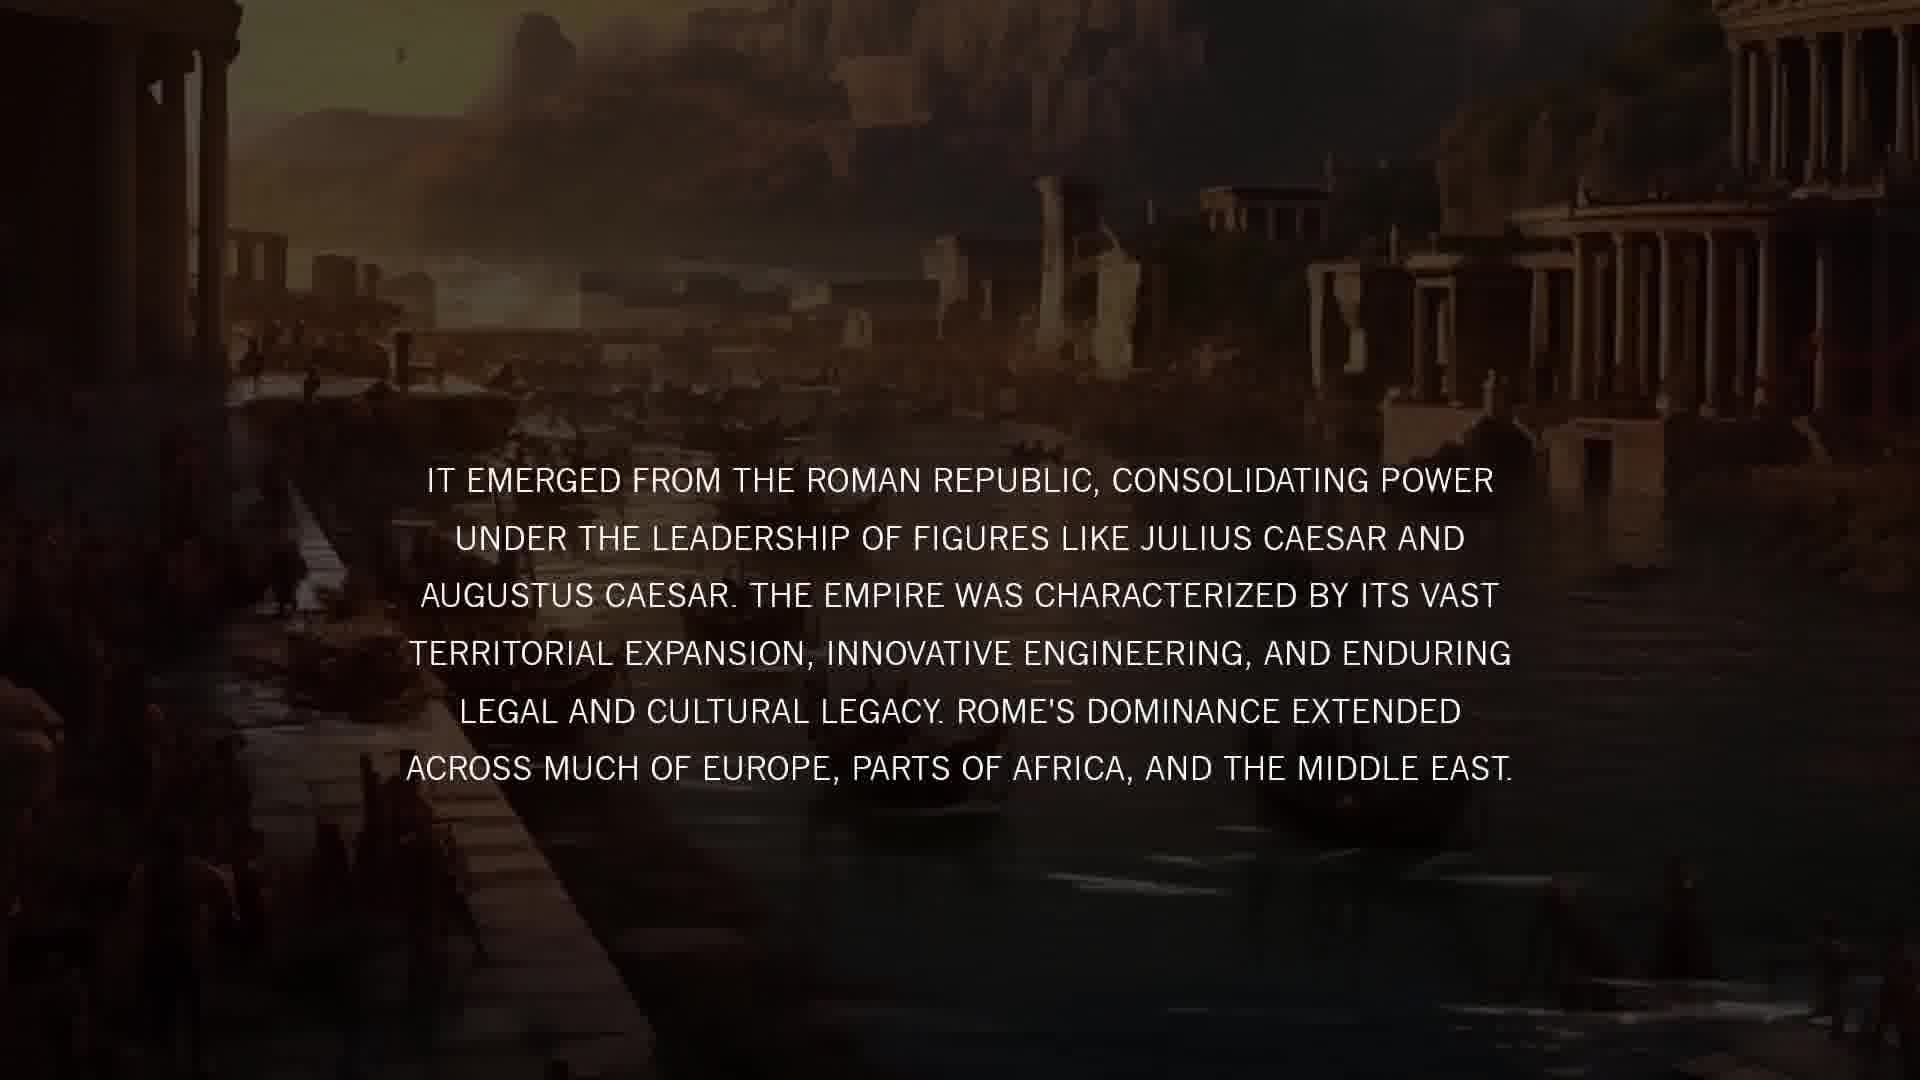 IT EMERGED FROM THE ROMAN REPUBLIC, CONSOLIDATING POWER
UNDER THE LEADERSHIP OF FIGURES LIKE JULIUS CAESAR AND
AUGUSTUS CAESAR. THE EMPIRE WAS CHARACTERIZED BY ITS VAST
TERRITORIAL EXPANSION, INNOVATIVE ENGINEERING, AND ENDURING
LEGAL AND CULTURAL LEGACY. ROME'S DOMINANCE EXTENDED
ACROSS MUCH OF EUROPE, PARTS OF AFRICA, AND THE MIDDLE EAST.